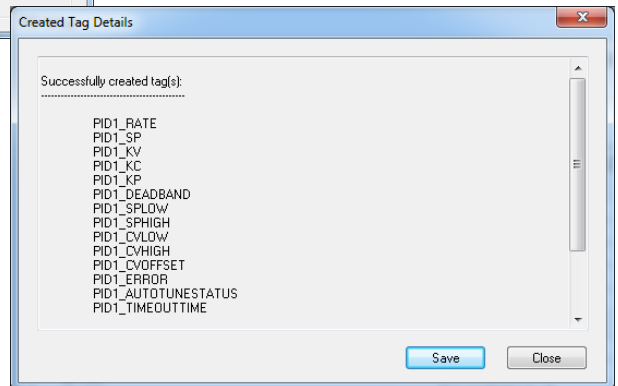 Created Tag Details
Successfully created tag(s):
--------------------------------------------
PID1_RATE
PID1_SP
PID1_KV
PID1_KC
PID1_KP
PID1_DEADBAND
PID1_SPLOW
PID1_SPHIGH
PID1_CVLOW
PID1_CVHIGH
PID1_CVOFFSET
PID1_ERROR
PID1_AUTOTUNESTATUS
PID1_TIMEOUTTIME
Save Close